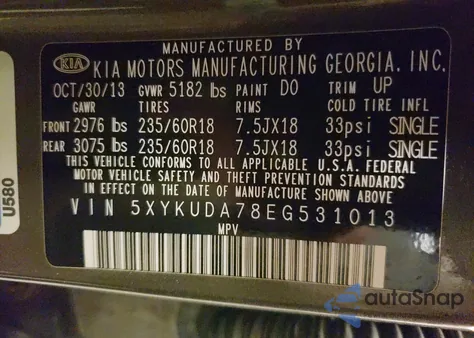 MANUFACTURED BY
KIA KIA MOTORS MANUFACTURING GEORGIA, INC.
OCT/30/13 GVWR 5182 lbs PAINT DO TRIM UP
GAWR TIRES RIMS COLD TIRE INFL
FRONT 2976 lbs 235/60R18 7.5JX18 33psi SINGLE
REAR 3075 lbs 235/60R18 7.5JX18 33psi SINGLE
THIS VEHICLE CONFORMS TO ALL APPLICABLE U.S.A. FEDERAL
MOTOR VEHICLE SAFETY AND THEFT PREVENTION STANDARDS
IN EFFECT ON THE DATE OF MANUFACTURE SHOWN ABOVE.
VIN 5XYKUDA78EG531013
MPV
U580
autoSnap